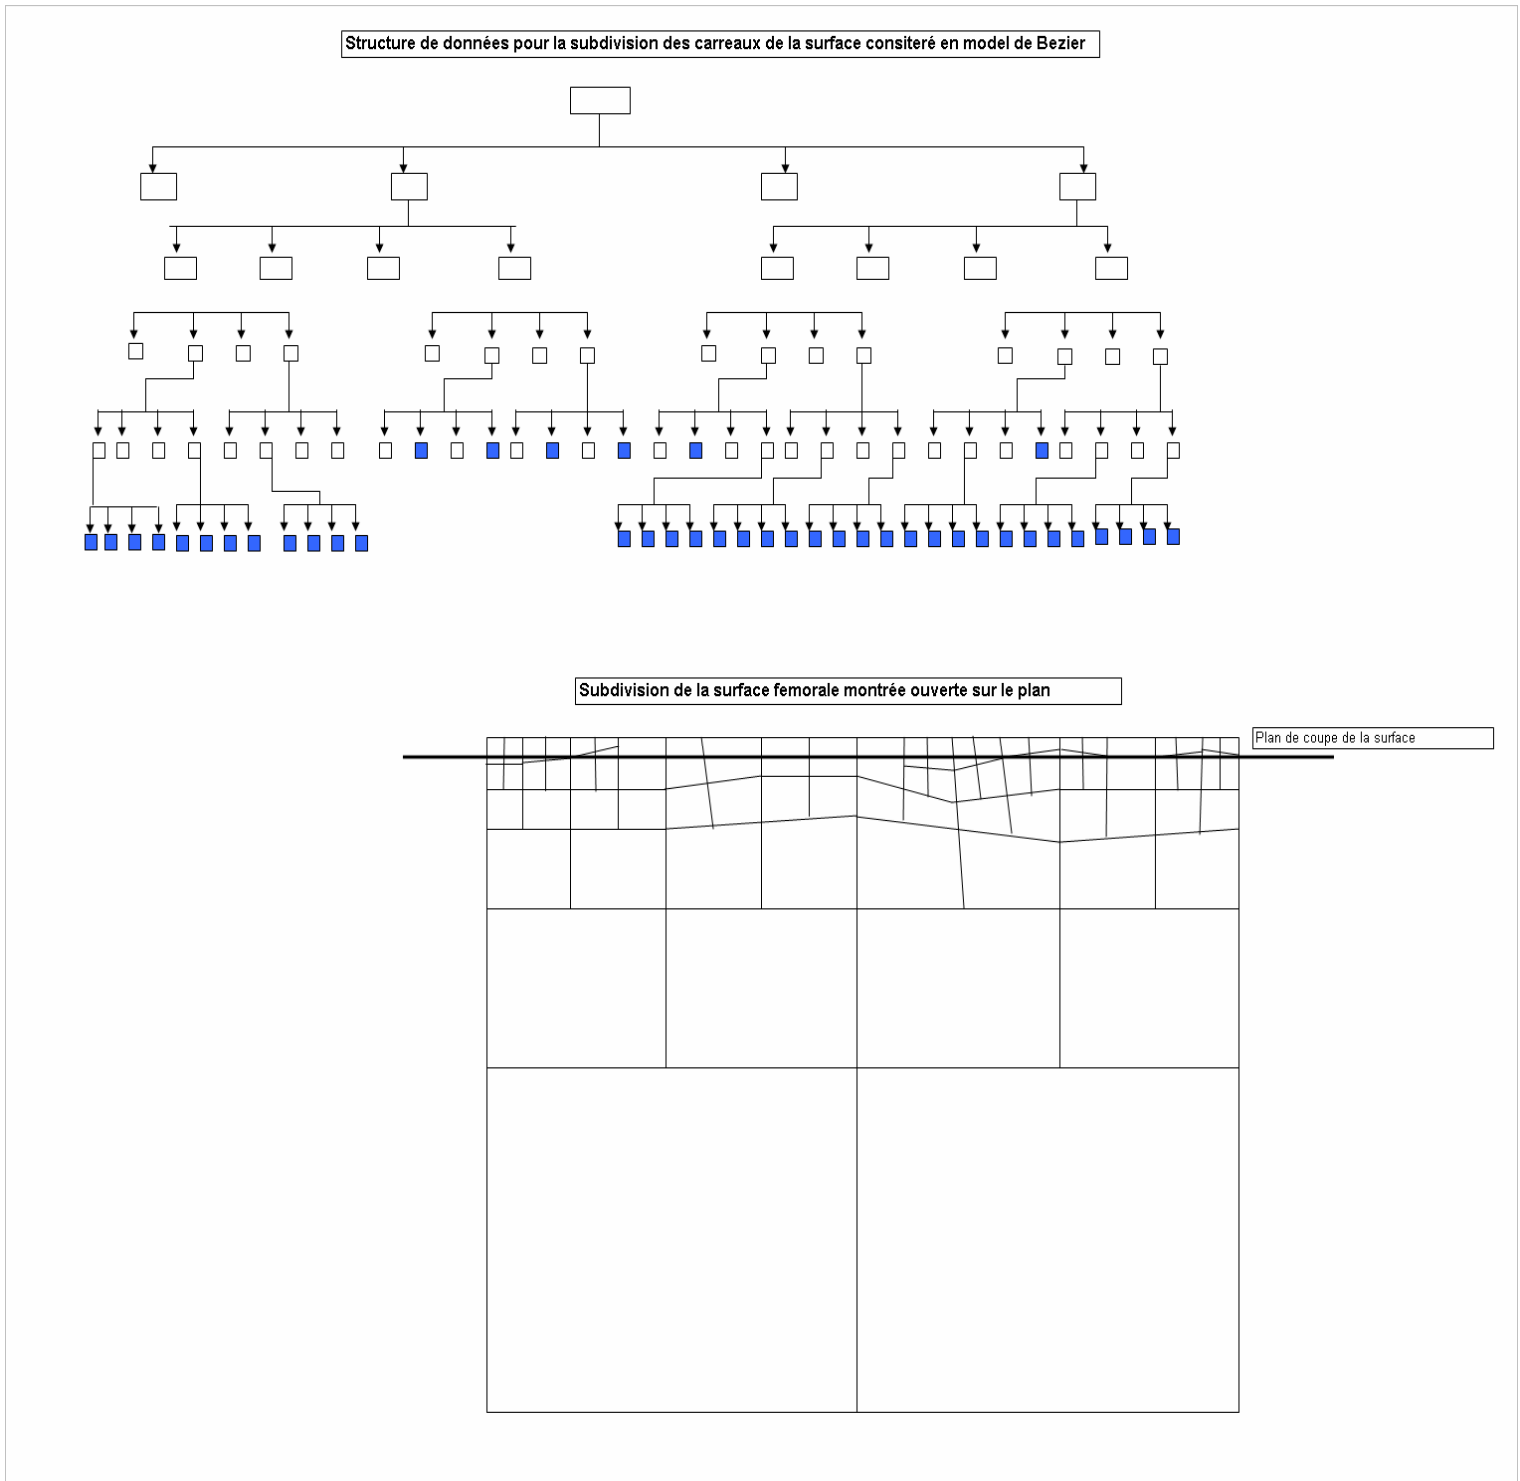 Structure de données pour la subdivision des carreaux de la surface consiteré en model de Bezier
Subdivision de la surface femorale montrée ouverte sur le plan
Plan de coupe de la surface